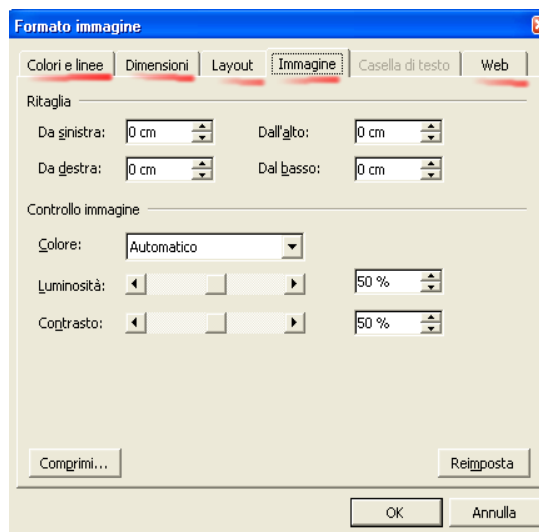 Formato immagine
Colori e linee Dimensioni Layout Immagine Casella di testo Web
Ritaglia
Da sinistra: 0 cm Dall'alto: 0 cm
Da destra: 0 cm Dal basso: 0 cm
Controllo immagine
Colore: Automatico
Luminosità: 50 %
Contrasto: 50 %
Comprimi... Reimposta
OK Annulla